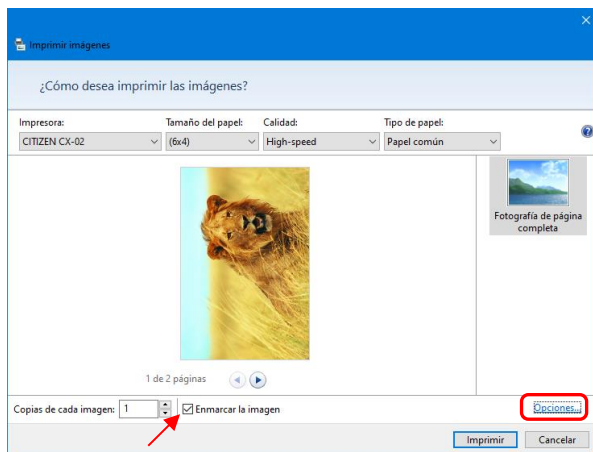 Imprimir imágenes
¿Cómo desea imprimir las imágenes?
Impresora: Tamaño del papel: Calidad: Tipo de papel:
CITIZEN CX-02 (6x4) High-speed Papel común
Fotografía de página
completa
1 de 2 páginas
Copias de cada imagen: 1 Enmarcar la imagen Opciones...
Imprimir Cancelar